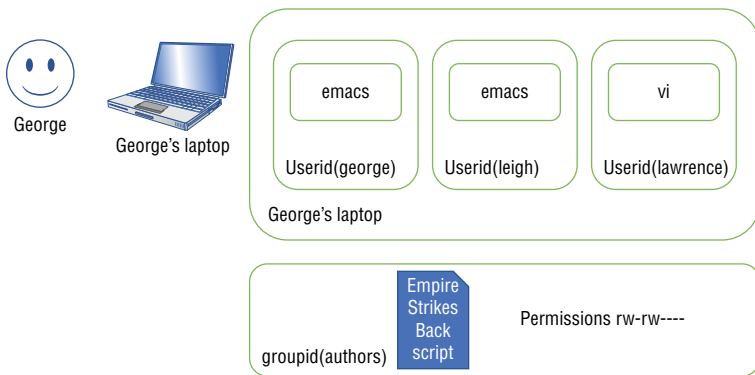 George
George's laptop
emacs
Userid(george)
emacs
Userid(leigh)
vi
Userid(lawrence)
George's laptop
Empire
Strikes
Back
script
groupid(authors)
Permissions rw-rw----